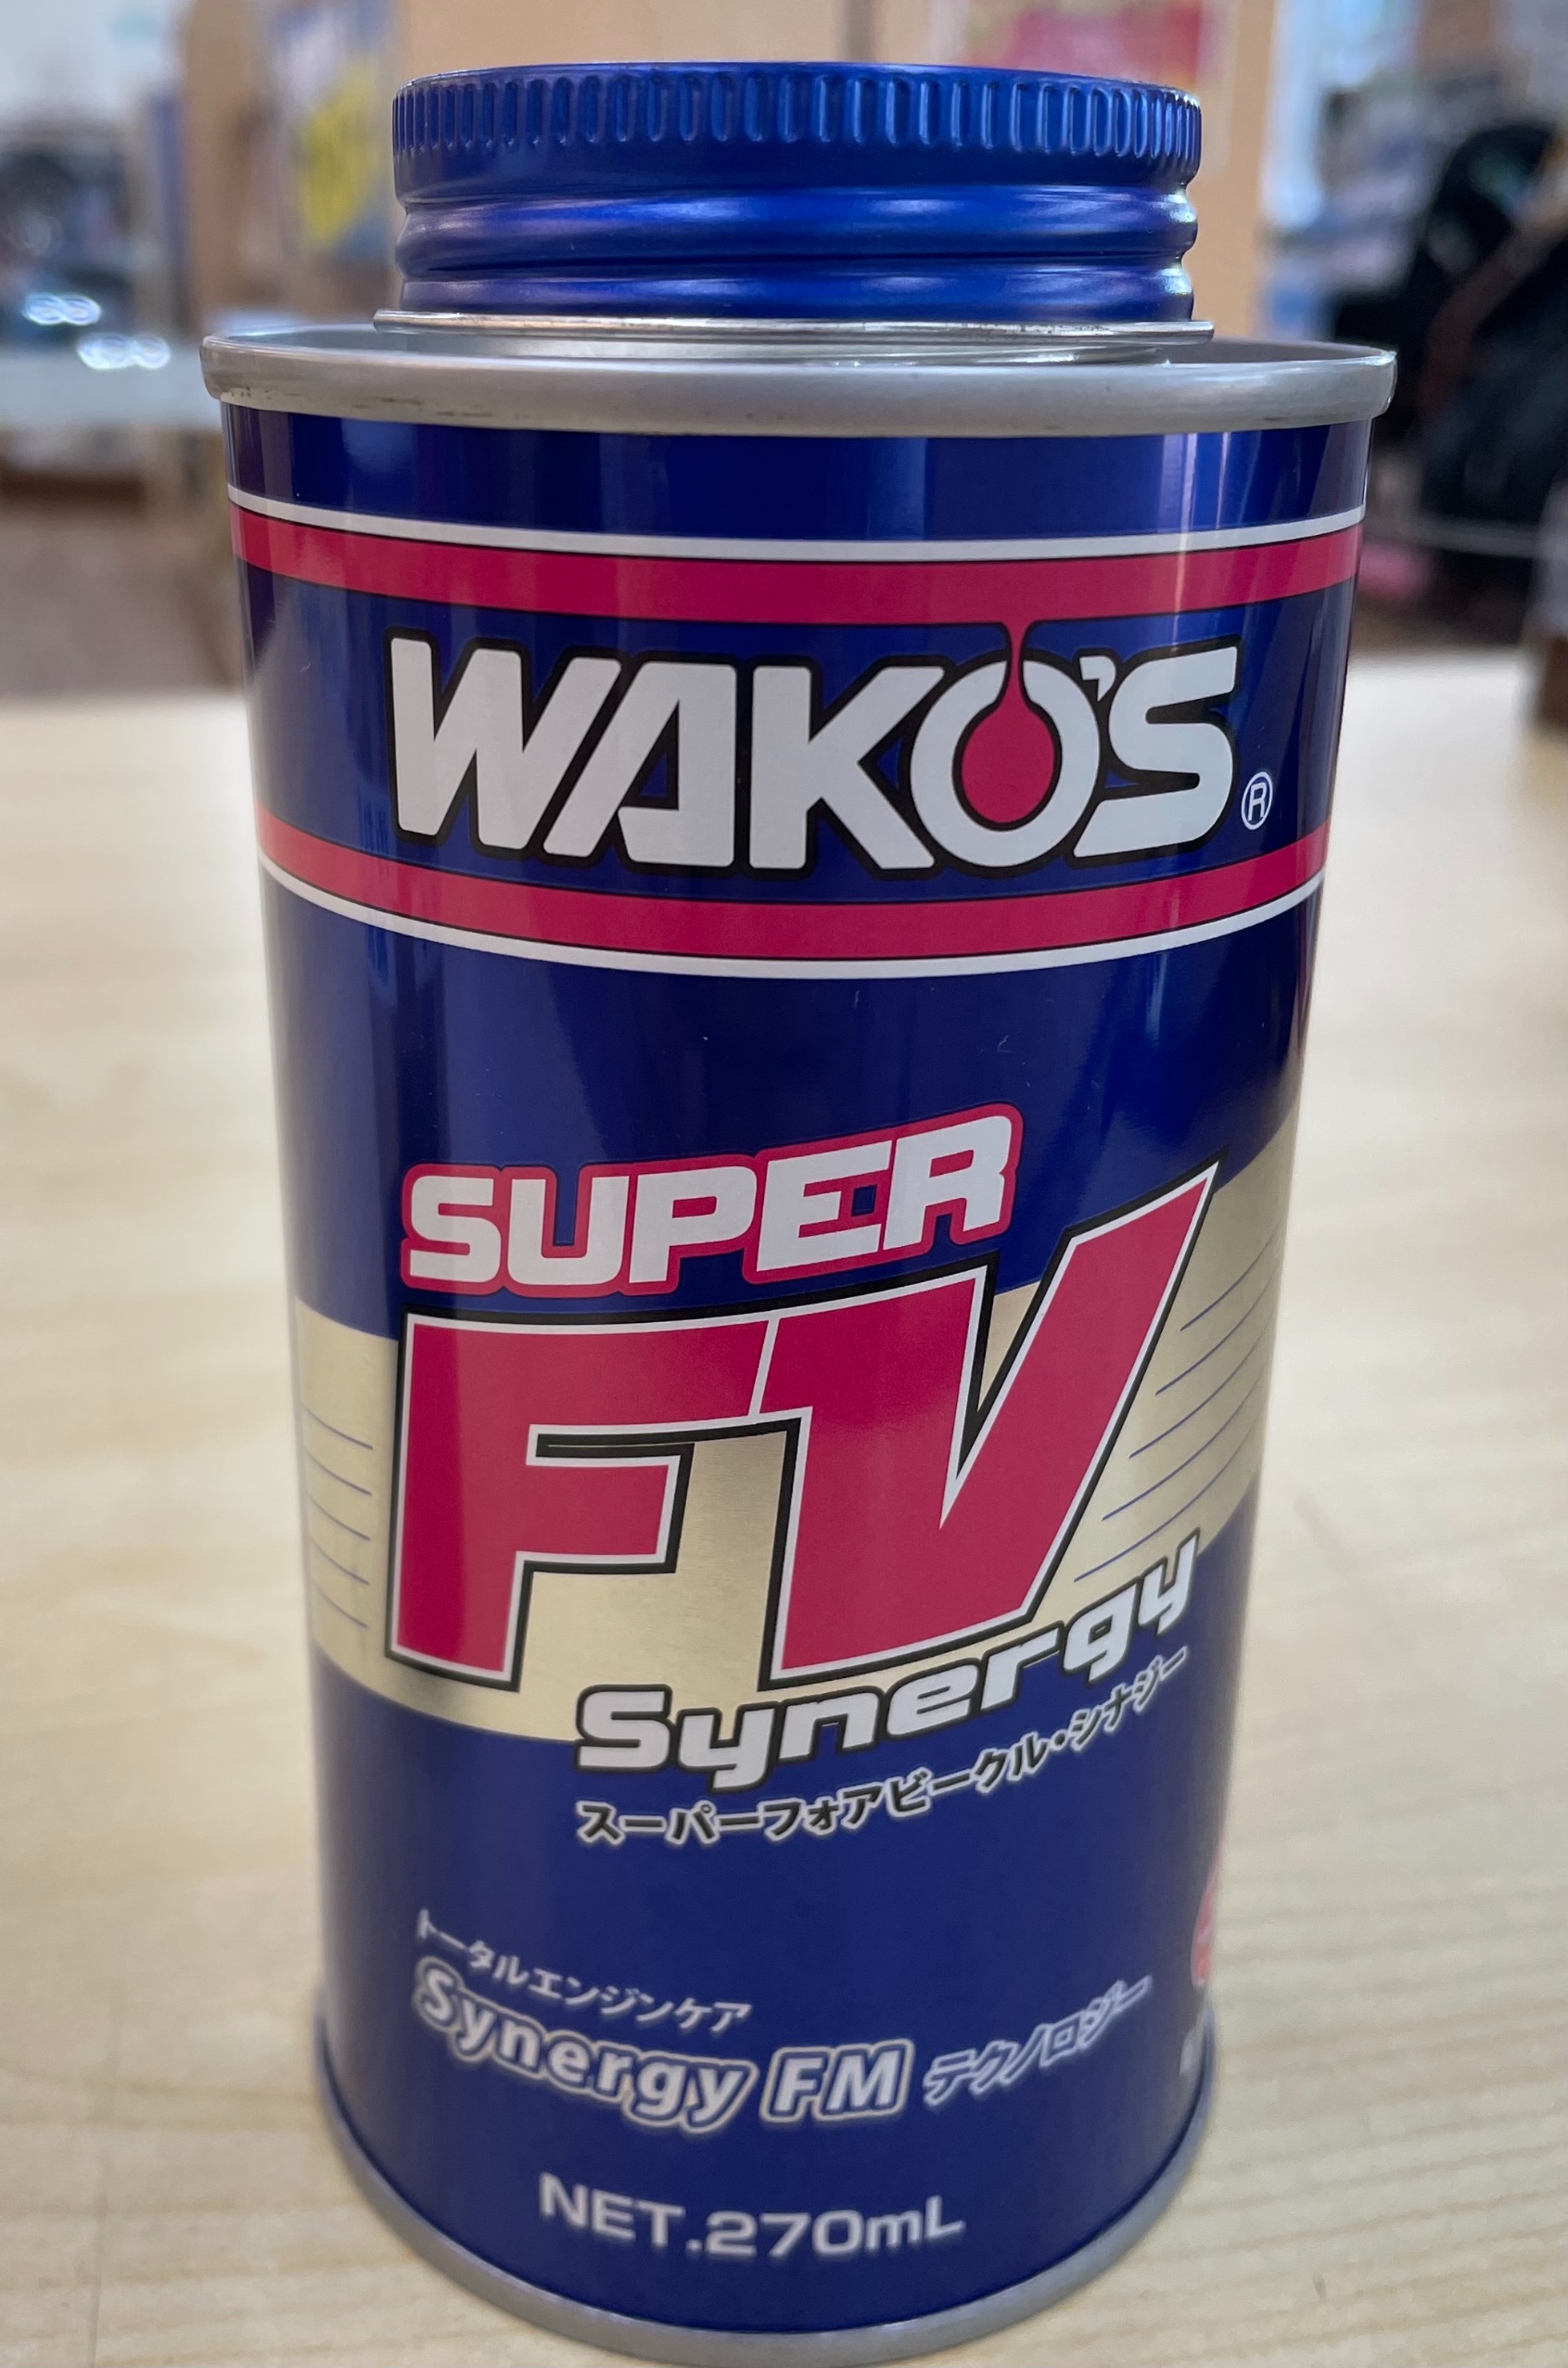 WAKO'S®
SUPER
FV
Synergy
スーパーフォアビークル・シナジー
トータルエンジンケア
Synergy FM テクノロジー
NET.270mL